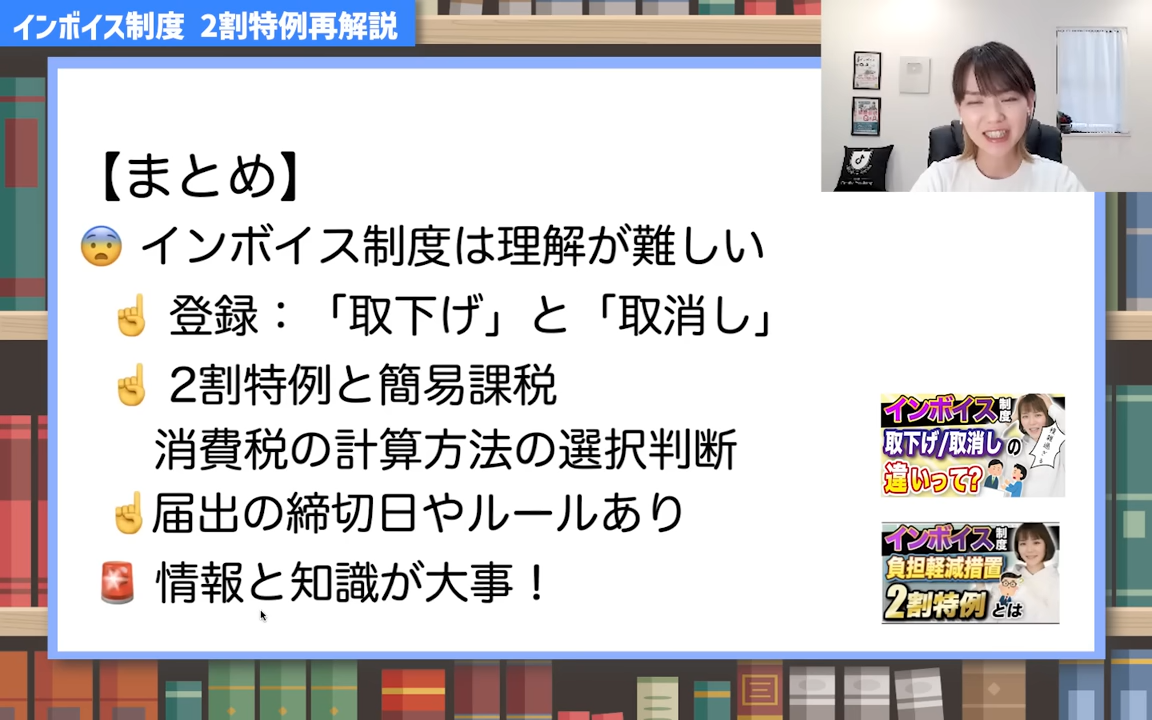 インボイス制度 2割特例再解説
【まとめ】
😨 インボイス制度は理解が難しい
☝ 登録：「取下げ」と「取消し」
☝ 2割特例と簡易課税
消費税の計算方法の選択判断
☝届出の締切日やルールあり
🚨 情報と知識が大事！
インボイス制度
取下げ/取消しの
違いって?
インボイス制度
負担軽減措置
2割特例とは